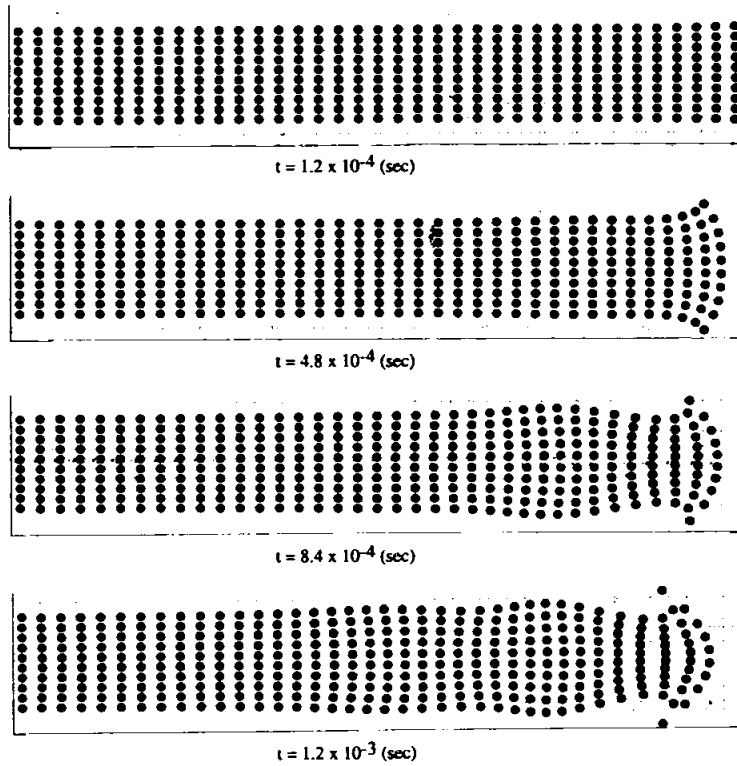 t = 1.2 x 10⁻⁴ (sec)
t = 4.8 x 10⁻⁴ (sec)
t = 8.4 x 10⁻⁴ (sec)
t = 1.2 x 10⁻³ (sec)